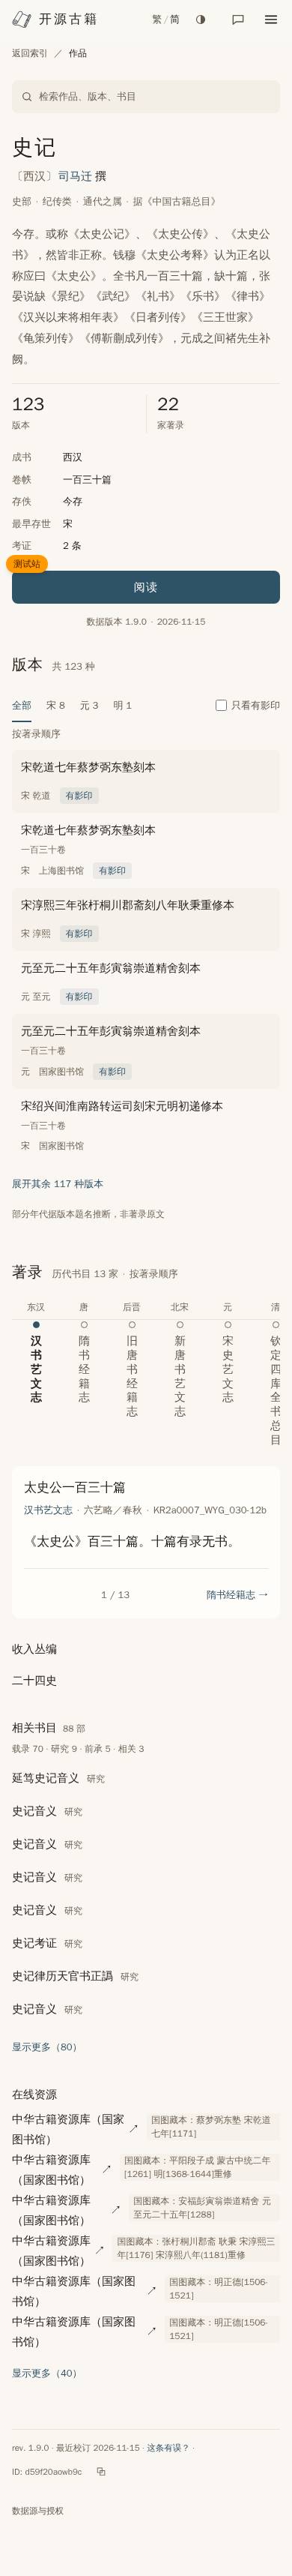 开源古籍
繁/简
返回索引 / 作品
检索作品、版本、书目
史记
〔西汉〕 司马迁 撰
史部 · 纪传类 · 通代之属 · 据《中国古籍总目》
今存。或称《太史公记》、《太史公传》、《太史公
书》，然皆非正称。钱穆《太史公考释》认为正名以
称应曰《太史公》。全书凡一百三十篇，缺十篇，张
晏说缺《景纪》《武纪》《礼书》《乐书》《律书》
《汉兴以来将相年表》《日者列传》《三王世家》
《龟策列传》《傅靳蒯成列传》，元成之间褚先生补
阙。
123
版本
22
家著录
成书 西汉
卷帙 一百三十篇
存佚 今存
最早存世 宋
考证 2 条
测试站
阅读
数据版本 1.9.0 · 2026-11-15
版本 共 123 种
全部 宋 8 元 3 明 1 只看有影印
按著录顺序
宋乾道七年蔡梦弼东塾刻本
宋 乾道 有影印
宋乾道七年蔡梦弼东塾刻本
一百三十卷
宋 上海图书馆 有影印
宋淳熙三年张杅桐川郡斋刻八年耿秉重修本
宋 淳熙 有影印
元至元二十五年彭寅翁崇道精舍刻本
元 至元 有影印
元至元二十五年彭寅翁崇道精舍刻本
一百三十卷
元 国家图书馆 有影印
宋绍兴间淮南路转运司刻宋元明初递修本
一百三十卷
宋 国家图书馆
展开其余 117 种版本
部分年代据版本题名推断，非著录原文
著录 历代书目 13 家 · 按著录顺序
东汉
汉书艺文志
唐
隋书经籍志
后晋
旧唐书经籍志
北宋
新唐书艺文志
元
宋史艺文志
清
钦定四库全书总目
太史公一百三十篇
汉书艺文志 · 六艺略／春秋 · KR2a0007_WYG_030-12b
《太史公》百三十篇。十篇有录无书。
1 / 13
隋书经籍志 →
收入丛编
二十四史
相关书目 88 部
载录 70 · 研究 9 · 前承 5 · 相关 3
延笃史记音义 研究
史记音义 研究
史记音义 研究
史记音义 研究
史记音义 研究
史记考证 研究
史记律历天官书正譌 研究
史记音义 研究
显示更多（80）
在线资源
中华古籍资源库（国家图书馆） ↗ 国图藏本：蔡梦弼东塾 宋乾道七年[1171]
中华古籍资源库（国家图书馆） ↗ 国图藏本：平阳段子成 蒙古中统二年[1261] 明[1368-1644]重修
中华古籍资源库（国家图书馆） ↗ 国图藏本：安福彭寅翁崇道精舍 元至元二十五年[1288]
中华古籍资源库（国家图书馆） ↗ 国图藏本：张杅桐川郡斋 耿秉 宋淳熙三年[1176] 宋淳熙八年(1181)重修
中华古籍资源库（国家图书馆） ↗ 国图藏本：明正德[1506-1521]
中华古籍资源库（国家图书馆） ↗ 国图藏本：明正德[1506-1521]
显示更多（40）
rev. 1.9.0 · 最近校订 2026-11-15 · 这条有误？ ·
ID: d59f20aowb9c
数据源与授权